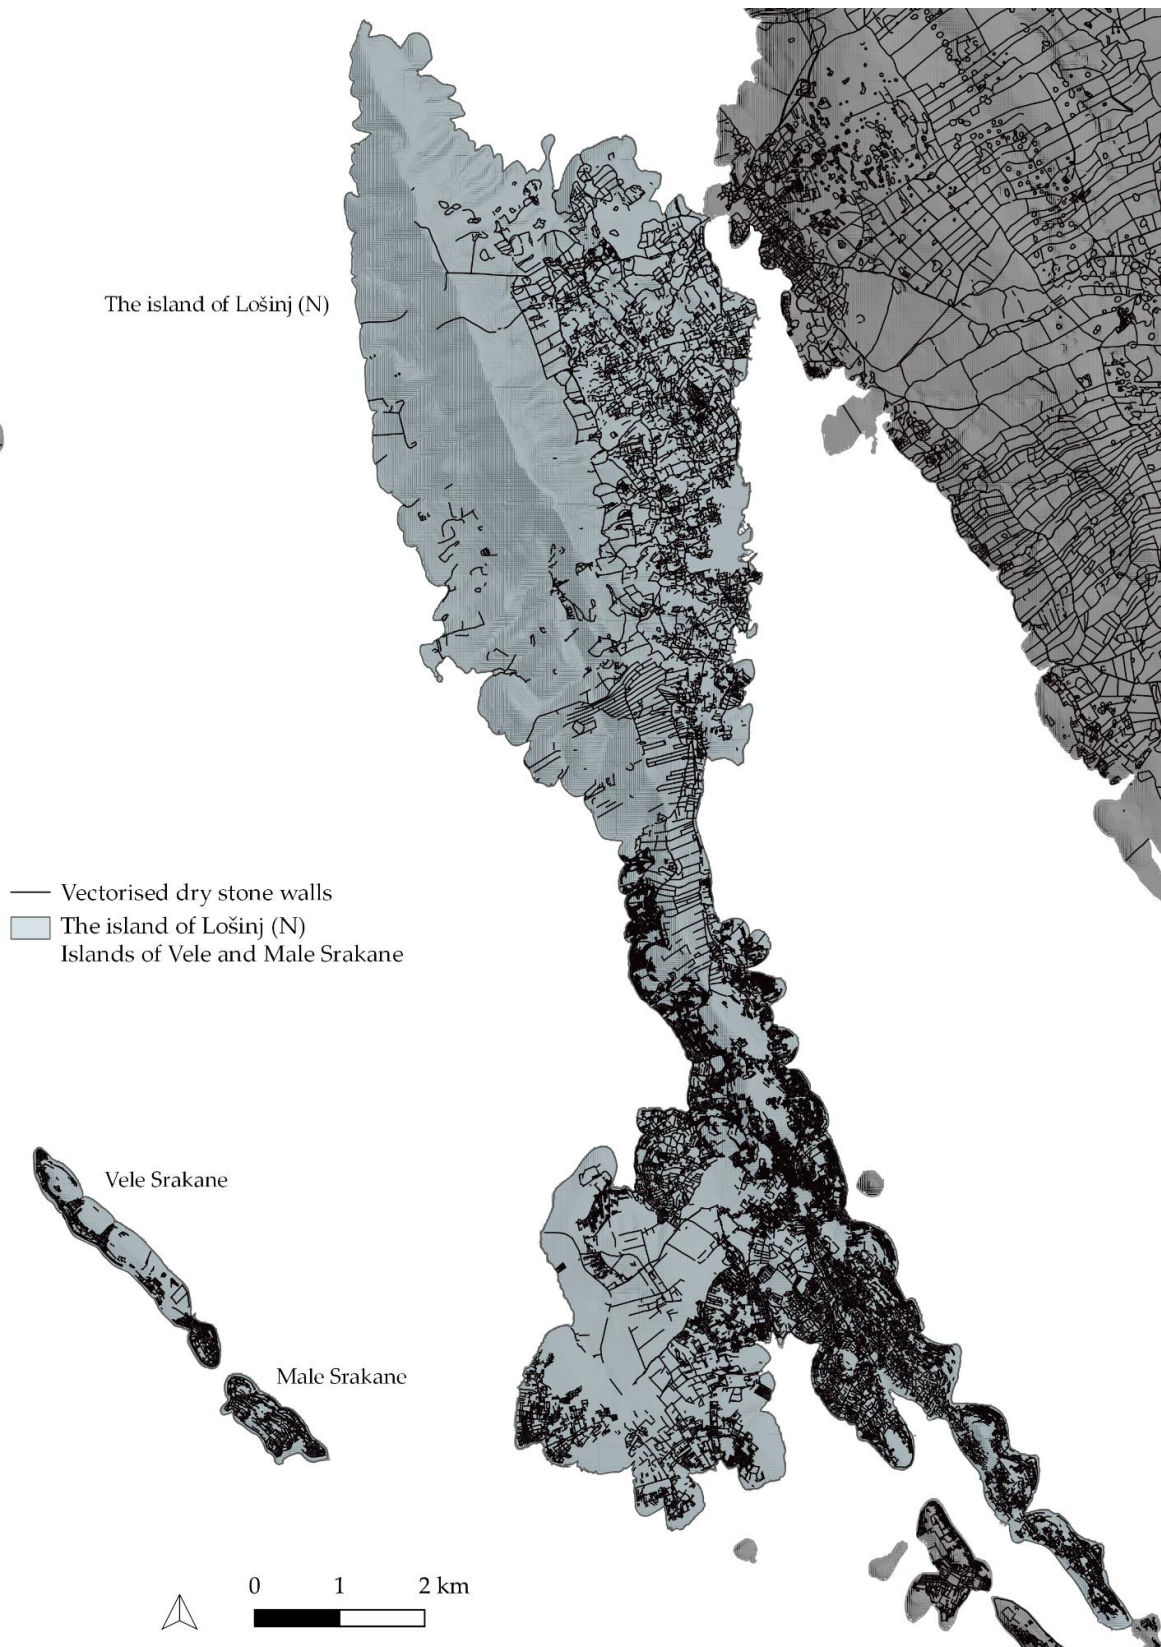 The island of Lošinj (N)
Vectorised dry stone walls
The island of Lošinj (N)
Islands of Vele and Male Srakane
Vele Srakane
Male Srakane
0 1 2 km